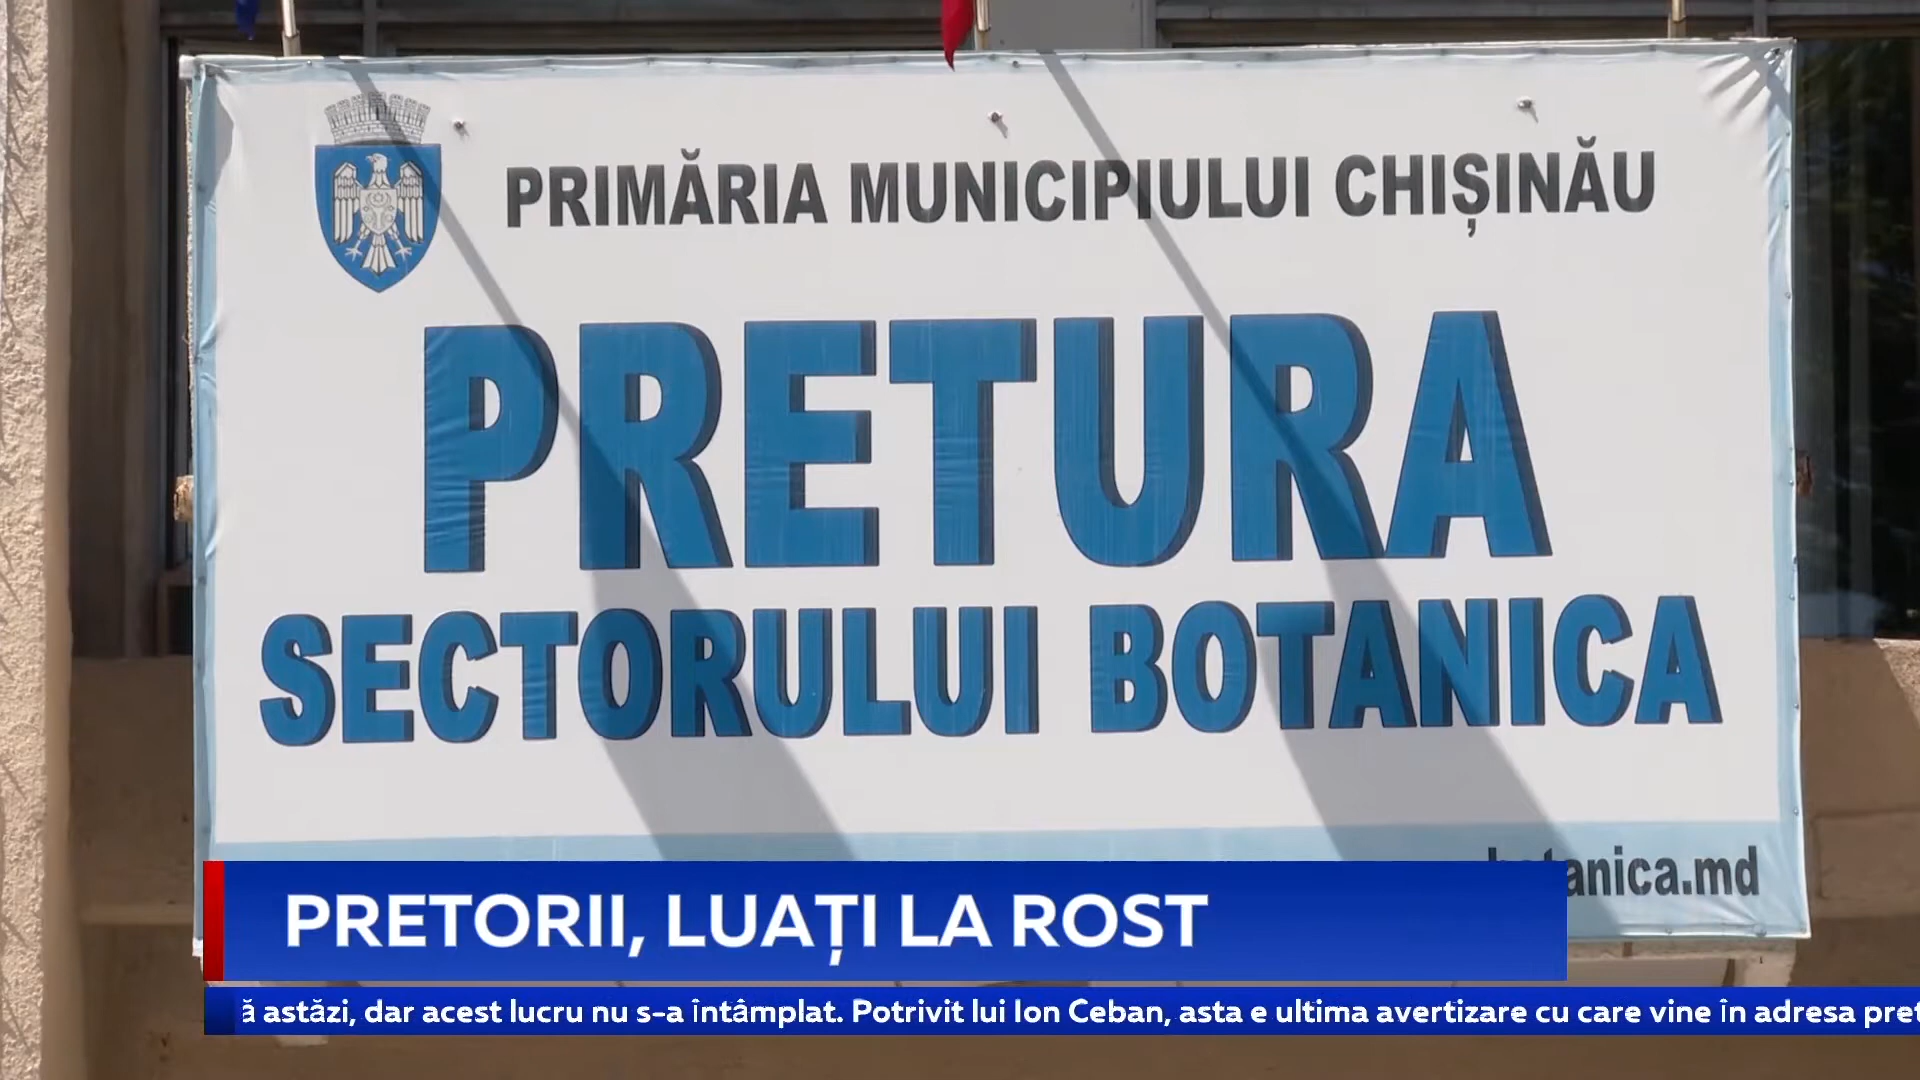 PRIMĂRIA MUNICIPIULUI CHIȘINĂU
PRETURA
SECTORULUI BOTANICA
botanica.md
PRETORII, LUAȚI LA ROST
ă astăzi, dar acest lucru nu s-a întâmplat. Potrivit lui Ion Ceban, asta e ultima avertizare cu care vine în adresa pret